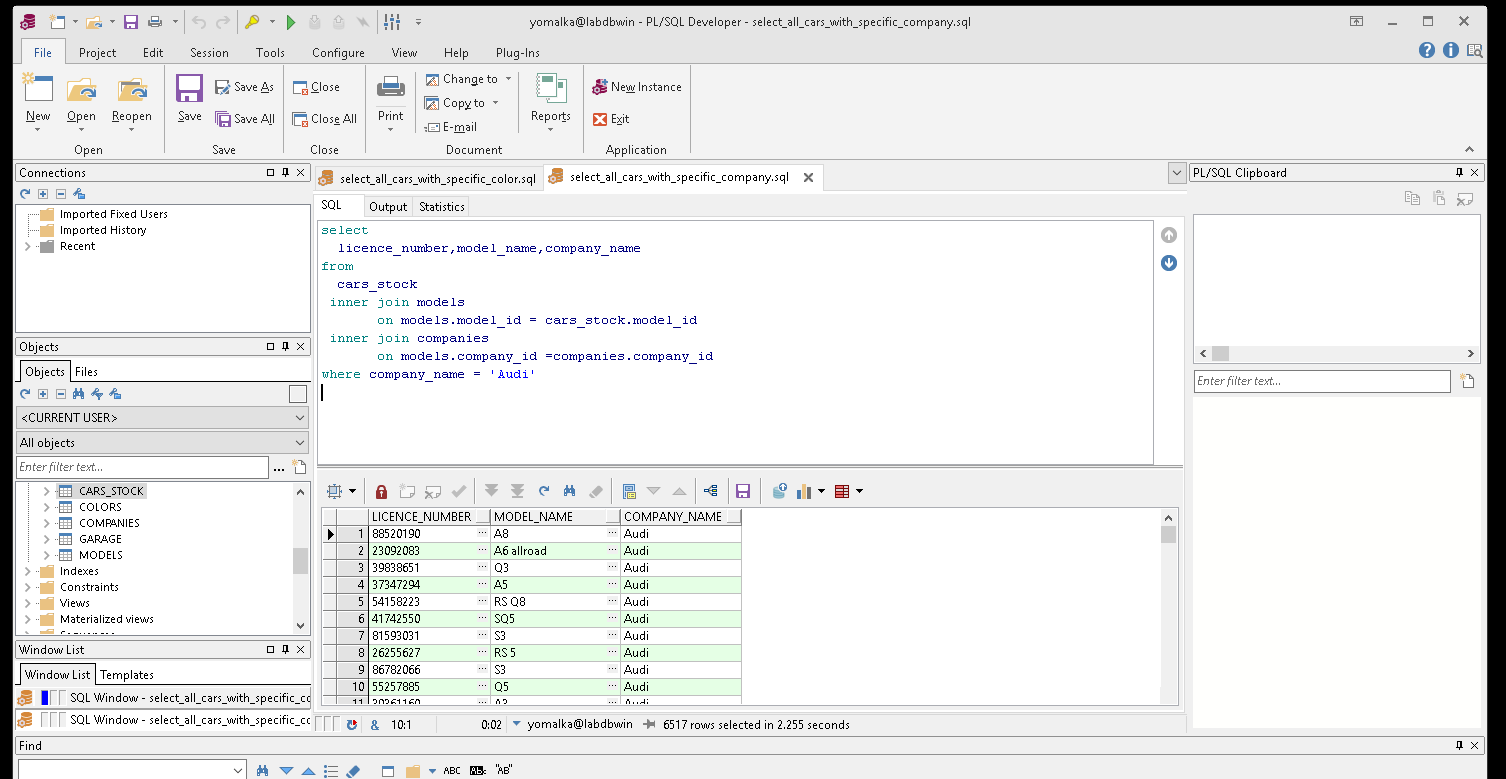 yomalka@labdbwin - PL/SQL Developer - select_all_cars_with_specific_company.sql
File Project Edit Session Tools Configure View Help Plug-Ins
New Open Reopen Save Save As Save All Close Close All Print Change to Copy to E-mail Reports New Instance Exit
Open Save Close Document Application
Connections
Imported Fixed Users
Imported History
Recent
Objects
Objects Files
<CURRENT USER>
All objects
Enter filter text... ...
CARS_STOCK
COLORS
COMPANIES
GARAGE
MODELS
Indexes
Constraints
Views
Materialized views
Window List
Window List Templates
SQL Window - select_all_cars_with_specific_cc
SQL Window - select_all_cars_with_specific_cc
select_all_cars_with_specific_color.sql select_all_cars_with_specific_company.sql
SQL Output Statistics
select
licence_number,model_name,company_name
from
cars_stock
inner join models
on models.model_id = cars_stock.model_id
inner join companies
on models.company_id =companies.company_id
where company_name = 'Audi'
LICENCE_NUMBER MODEL_NAME COMPANY_NAME
1 88520190 A8 Audi
2 23092083 A6 allroad Audi
3 39838651 Q3 Audi
4 37347294 A5 Audi
5 54158223 RS Q8 Audi
6 41742550 SQ5 Audi
7 81593031 S3 Audi
8 26255627 RS 5 Audi
9 86782066 S3 Audi
10 55257885 Q5 Audi
& 10:1 0:02 yomalka@labdbwin 6517 rows selected in 2.255 seconds
PL/SQL Clipboard
Enter filter text...
Find
ABC AB: "AB"